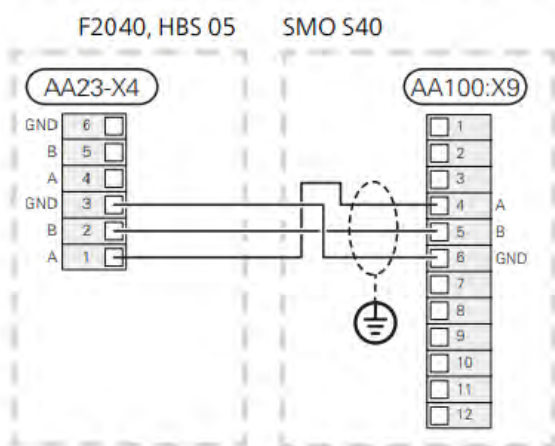 F2040, HBS 05
SMO S40
AA23-X4
AA100:X9
GND 6
B 5
A 4
GND 3
B 2
A 1
1
2
3
4 A
5 B
6 GND
7
8
9
10
11
12